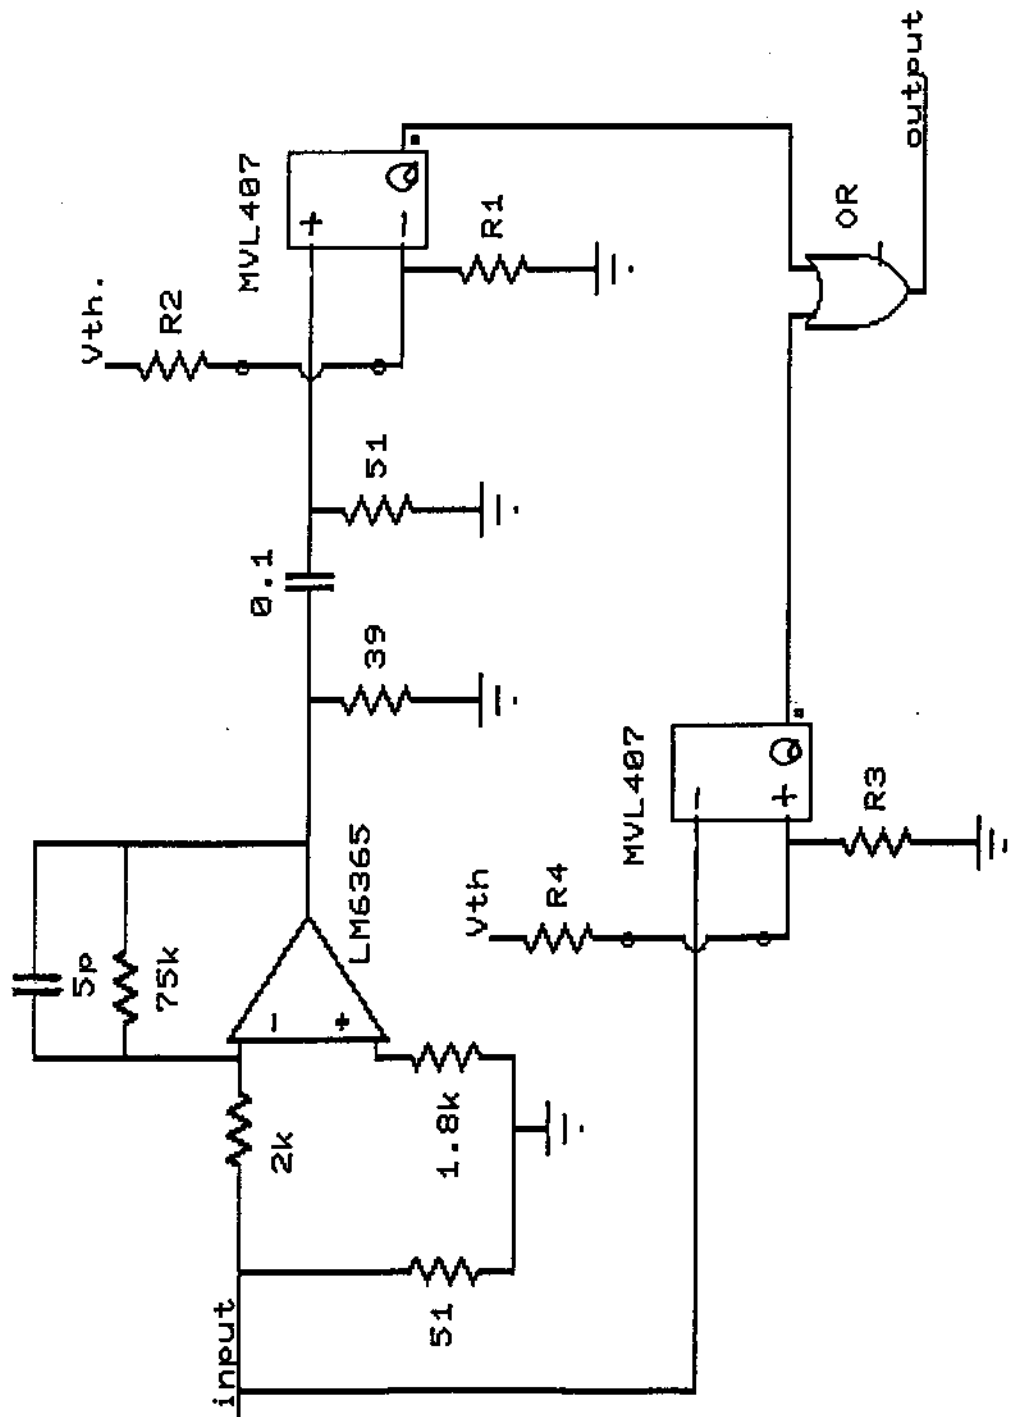 input
51
2k
1.8k
5p
75k
-
+
LM6365
39
0.1
51
Vth.
R2
MVL407
+
-
Q
R1
Vth
R4
MVL407
-
+
Q
R3
OR
output